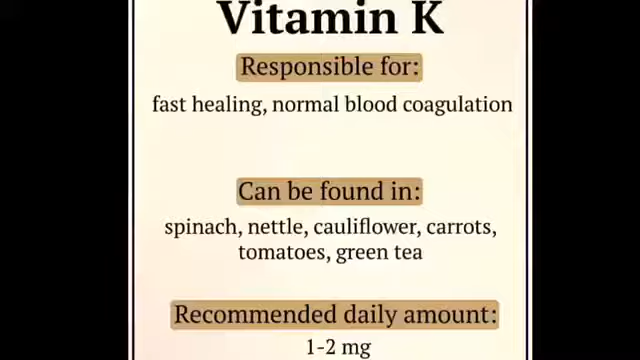 Vitamin K
Responsible for:
fast healing, normal blood coagulation
Can be found in:
spinach, nettle, cauliflower, carrots,
tomatoes, green tea
Recommended daily amount:
1-2 mg